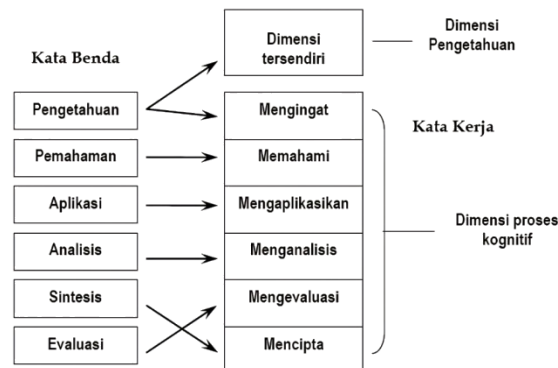 Kata Benda
Pengetahuan
Pemahaman
Aplikasi
Analisis
Sintesis
Evaluasi
Dimensi
tersendiri
Mengingat
Memahami
Mengaplikasikan
Menganalisis
Mengevaluasi
Mencipta
Dimensi
Pengetahuan
Kata Kerja
Dimensi proses
kognitif